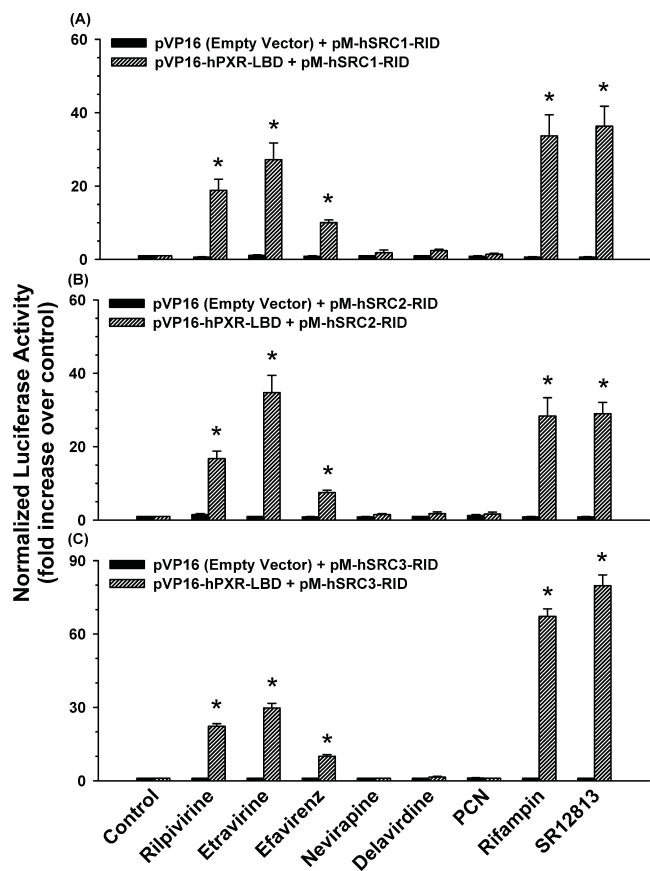 (A)
pVP16 (Empty Vector) + pM-hSRC1-RID
pVP16-hPXR-LBD + pM-hSRC1-RID
60
40
20
0
*
*
*
*
*
(B)
pVP16 (Empty Vector) + pM-hSRC2-RID
pVP16-hPXR-LBD + pM-hSRC2-RID
60
40
20
0
*
*
*
*
*
(C)
pVP16 (Empty Vector) + pM-hSRC3-RID
pVP16-hPXR-LBD + pM-hSRC3-RID
90
60
30
0
*
*
*
*
*
Normalized Luciferase Activity
(fold increase over control)
Control
Rilpivirine
Etravirine
Efavirenz
Nevirapine
Delavirdine
PCN
Rifampin
SR12813